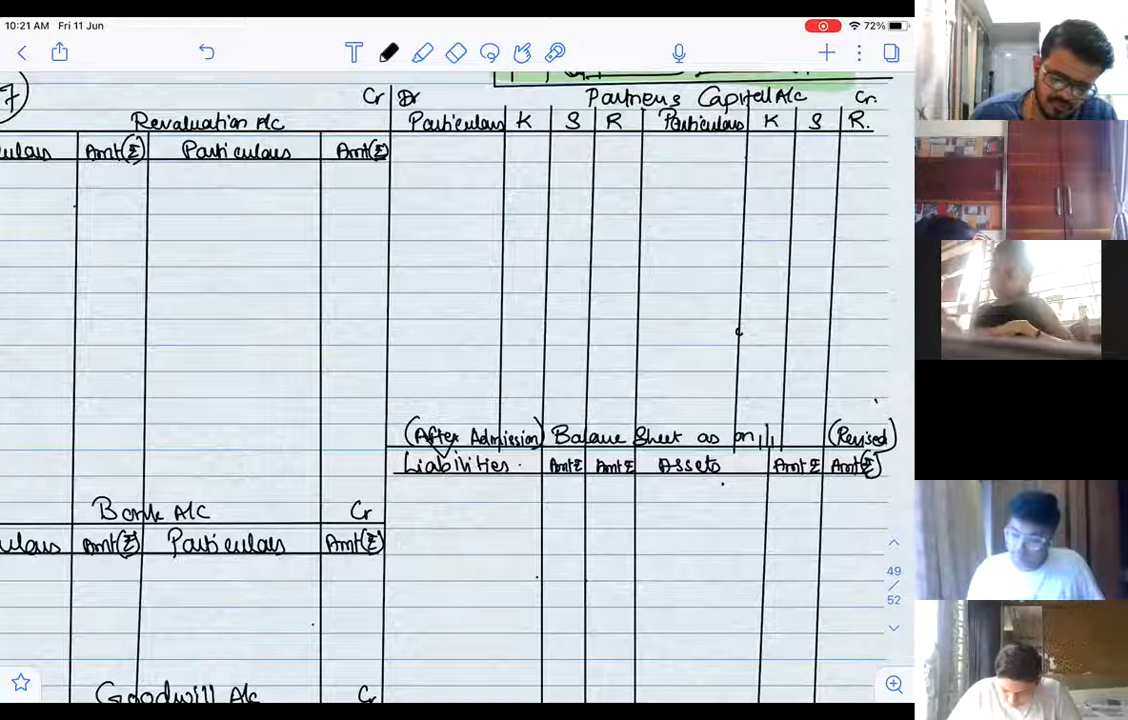 10:21 AM Fri 11 Jun
72%
T
7
Cr
Dr Partners Capital A/c Cr.
Revaluation A/c
Particulars K S R Particulars K S R.
ulars Amt(₹) Particulars Amt(₹)
(After Admission) Balance Sheet as on (Revised)
Liabilities. Amt ₹ Amt ₹ Assets Amt ₹ Amt(₹)
Bank A/c Cr
ulars Amt(₹) Particulars Amt(₹)
49
/
52
Goodwill A/c Cr